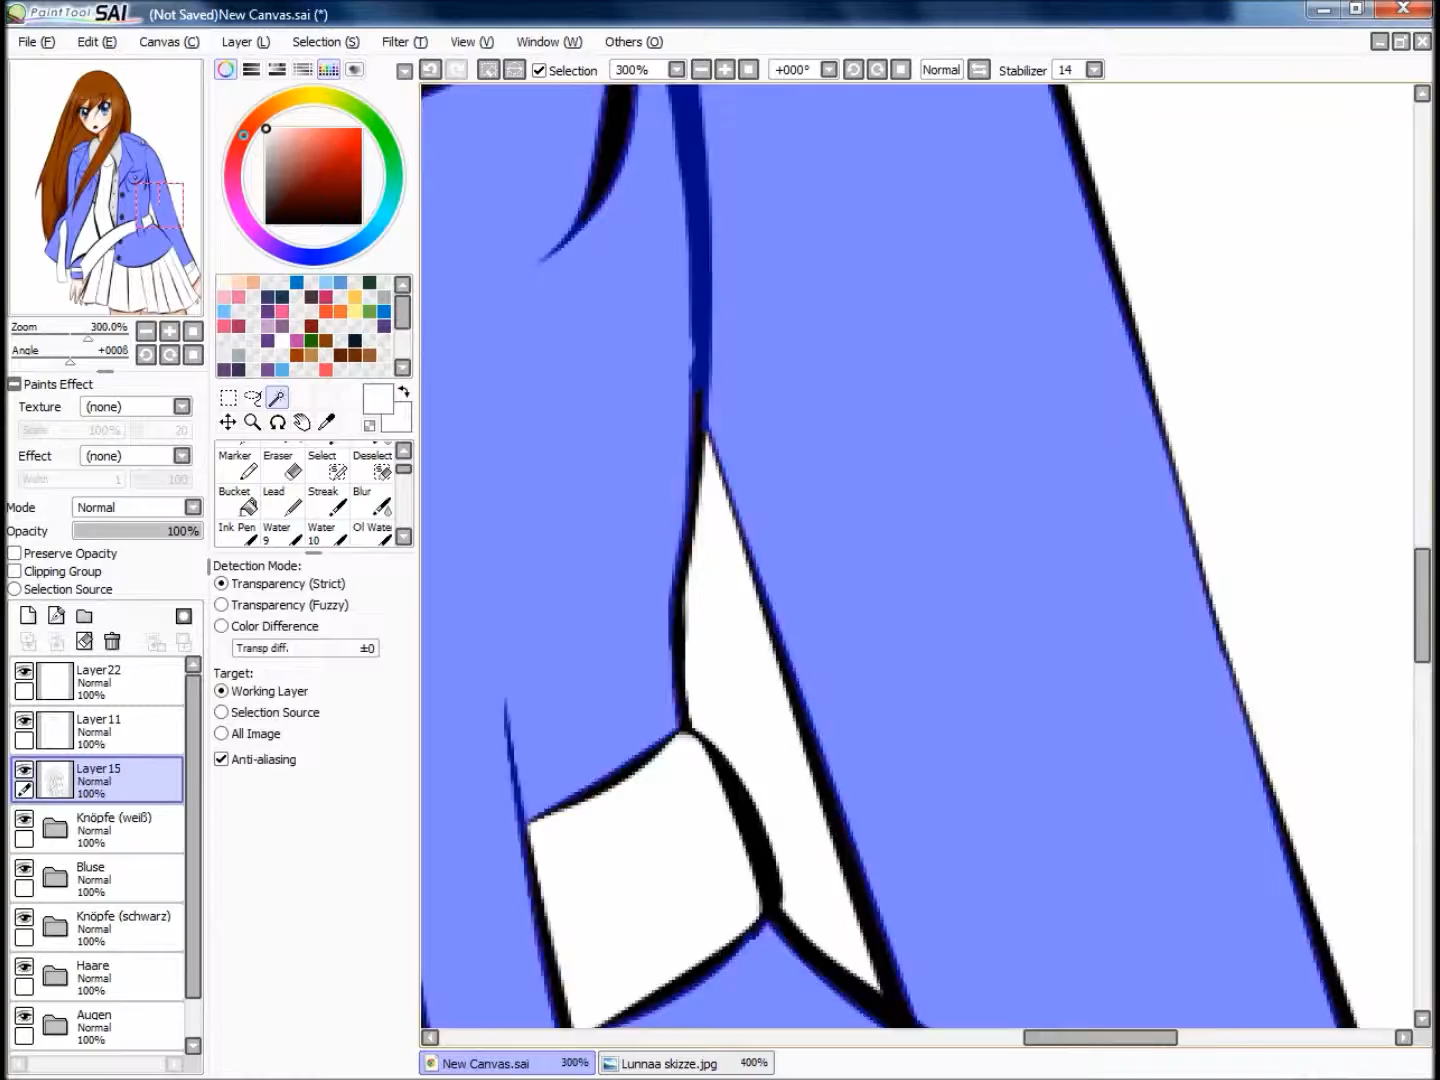 PaintTool SAI (Not Saved)New Canvas.sai (*)
File (F) Edit (E) Canvas (C) Layer (L) Selection (S) Filter (T) View (V) Window (W) Others (O)
Selection 300% +000° Normal Stabilizer 14
Zoom 300.0%
Angle +000ß
Paints Effect
Texture (none)
Scale 100% 20
Effect (none)
Width 1 100
Mode Normal
Opacity 100%
Preserve Opacity
Clipping Group
Selection Source
Layer22
Normal
100%
Layer11
Normal
100%
Layer15
Normal
100%
Knöpfe (weiß)
Normal
100%
Bluse
Normal
100%
Knöpfe (schwarz)
Normal
100%
Haare
Normal
100%
Augen
Normal
100%
Marker Eraser Select Deselect
Bucket Lead Streak Blur
Ink Pen Water 9 Water 10 Ol Wate
Detection Mode:
Transparency (Strict)
Transparency (Fuzzy)
Color Difference
Transp diff. ±0
Target:
Working Layer
Selection Source
All Image
Anti-aliasing
New Canvas.sai 300% Lunnaa skizze.jpg 400%